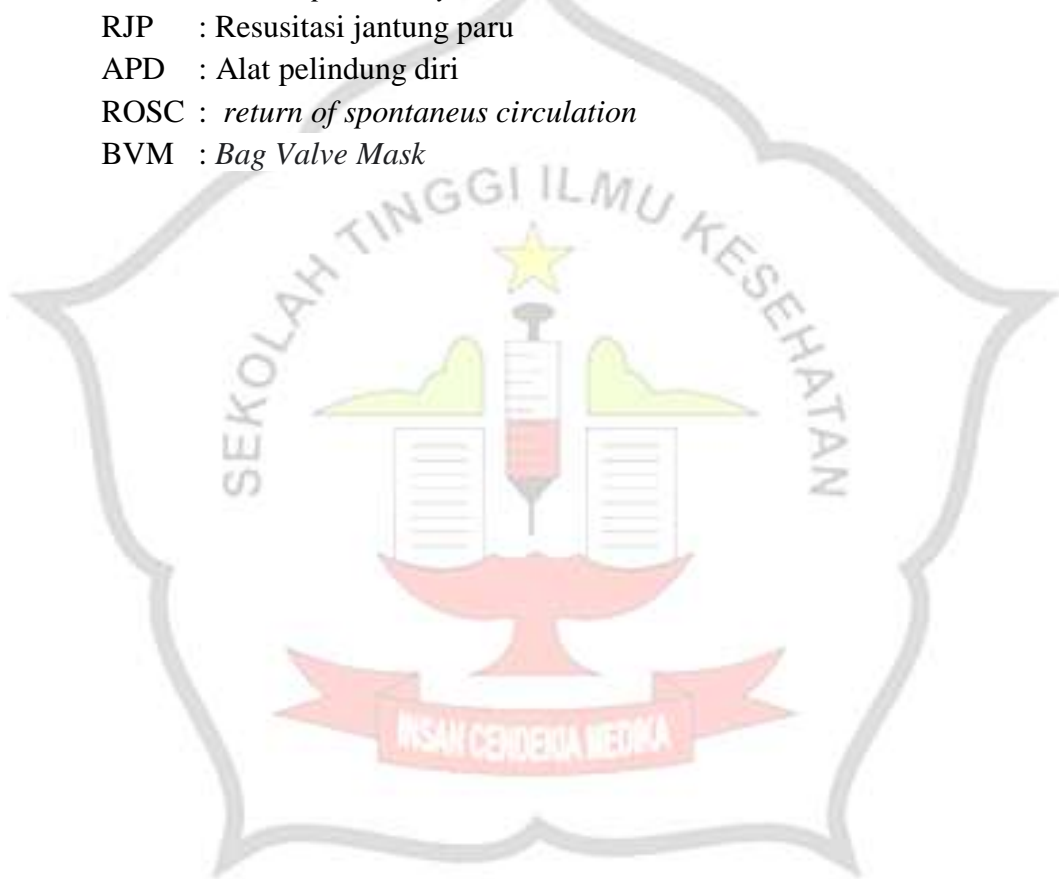 RJP : Resusitasi jantung paru
APD : Alat pelindung diri
ROSC : return of spontaneus circulation
BVM : Bag Valve Mask
SEKOLAH TINGGI ILMU KESEHATAN
INSAN CENDEKIA MEDIKA